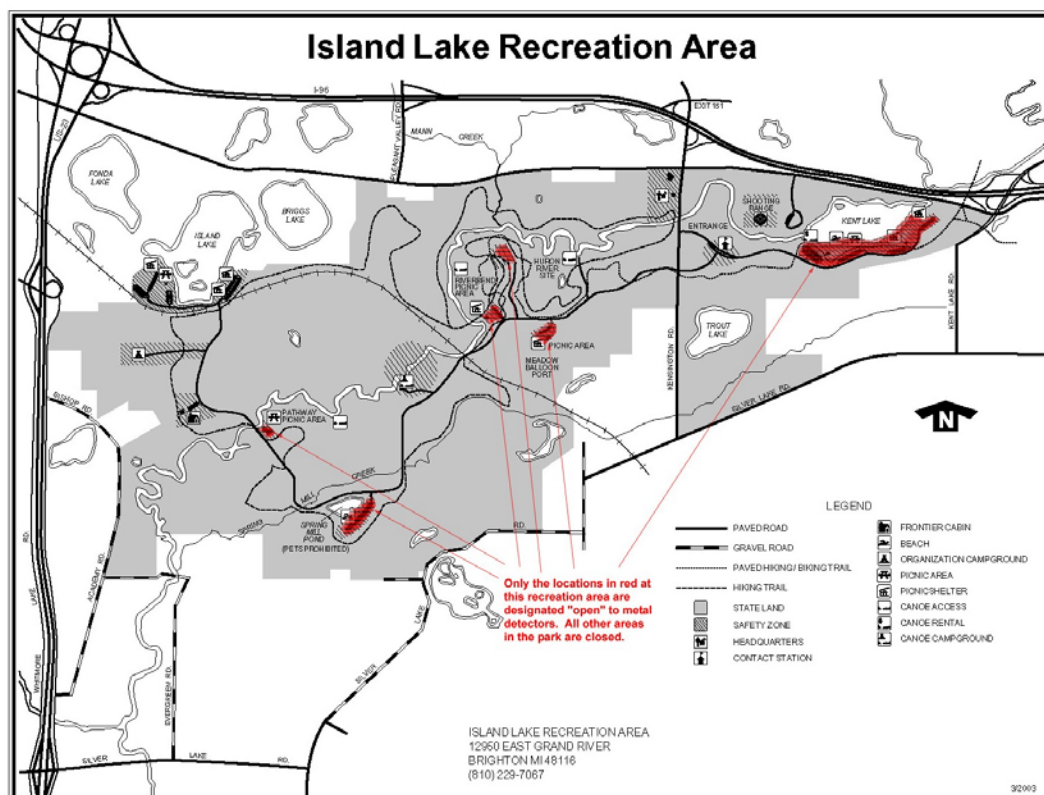 Island Lake Recreation Area
I-96
US-23
PLEASANT VALLEY RD.
MANN
CREEK
EXIT 151
FONDA
LAKE
BRIGGS
LAKE
ISLAND
LAKE
SHOOTING
RANGE
KENT LAKE
ENTRANCE
HURON
RIVER
SITE
RIVERBEND
PICNIC
AREA
TROUT
LAKE
KENT LAKE RD.
KENSINGTON RD.
PICNIC AREA
MEADOW
BALLOON
PORT
SILVER LAKE RD.
BISHOP RD.
PATHWAY
PICNIC AREA
N
SPRING
MILL
CREEK
SPRING
MILL
POND
(PETS PROHIBITED)
RD.
ACADEMY RD.
RD.
LAKE
WHITMORE
EVERGREEN RD.
LAKE
SILVER
SILVER
LAKE
RD.
Only the locations in red at
this recreation area are
designated "open" to metal
detectors. All other areas
in the park are closed.
LEGEND
PAVED ROAD
GRAVEL ROAD
PAVED HIKING / BIKING TRAIL
HIKING TRAIL
STATE LAND
SAFETY ZONE
HEADQUARTERS
CONTACT STATION
FRONTIER CABIN
BEACH
ORGANIZATION CAMPGROUND
PICNIC AREA
PICNIC SHELTER
CANOE ACCESS
CANOE RENTAL
CANOE CAMPGROUND
ISLAND LAKE RECREATION AREA
12950 EAST GRAND RIVER
BRIGHTON MI 48116
(810) 229-7067
3/2003